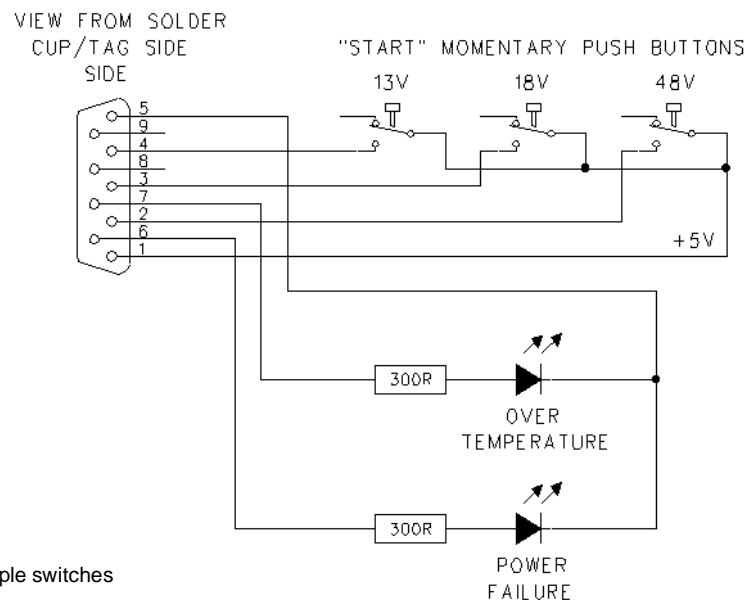 VIEW FROM SOLDER
CUP/TAG SIDE
SIDE
"START" MOMENTARY PUSH BUTTONS
13V 18V 48V
5
9
4
8
3
7
2
6
1
+5V
300R
OVER
TEMPERATURE
300R
POWER
FAILURE
ple switches